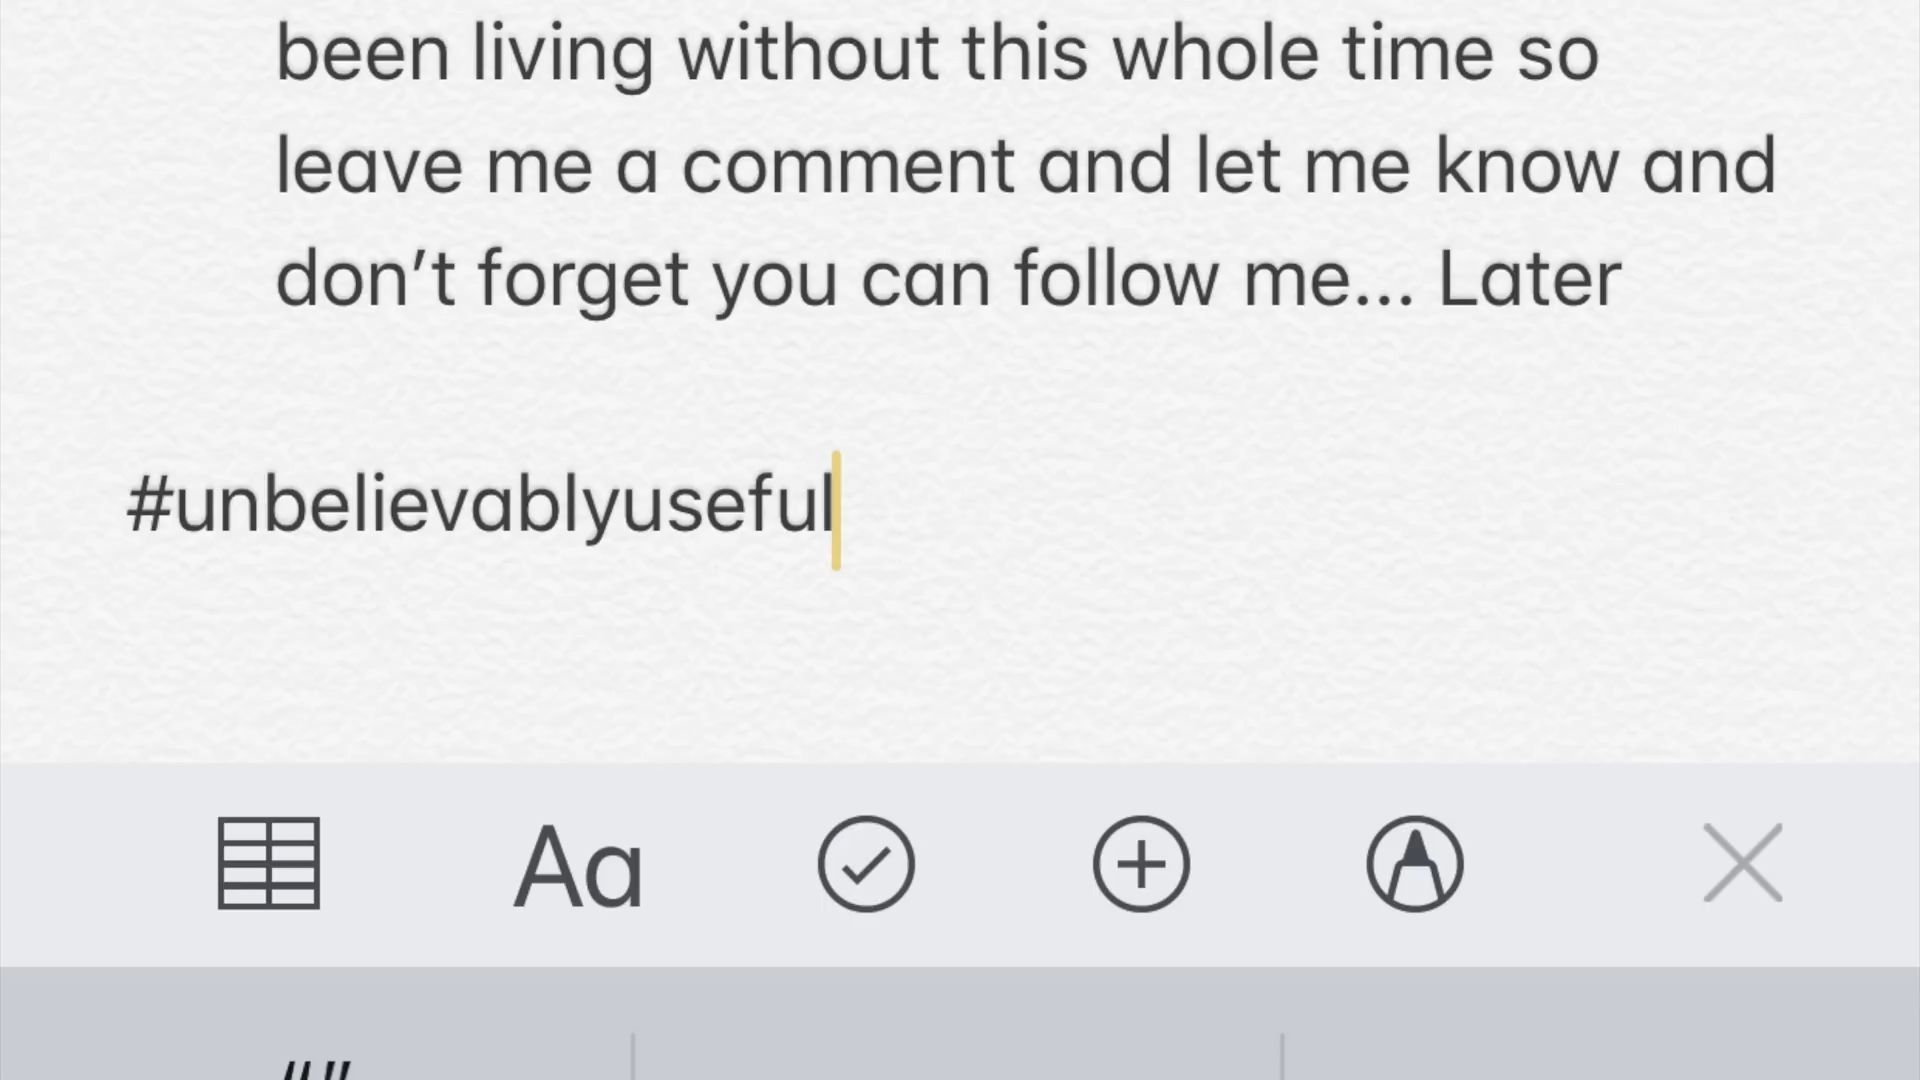 been living without this whole time so
leave me a comment and let me know and
don’t forget you can follow me... Later
#unbelievablyuseful
Aa